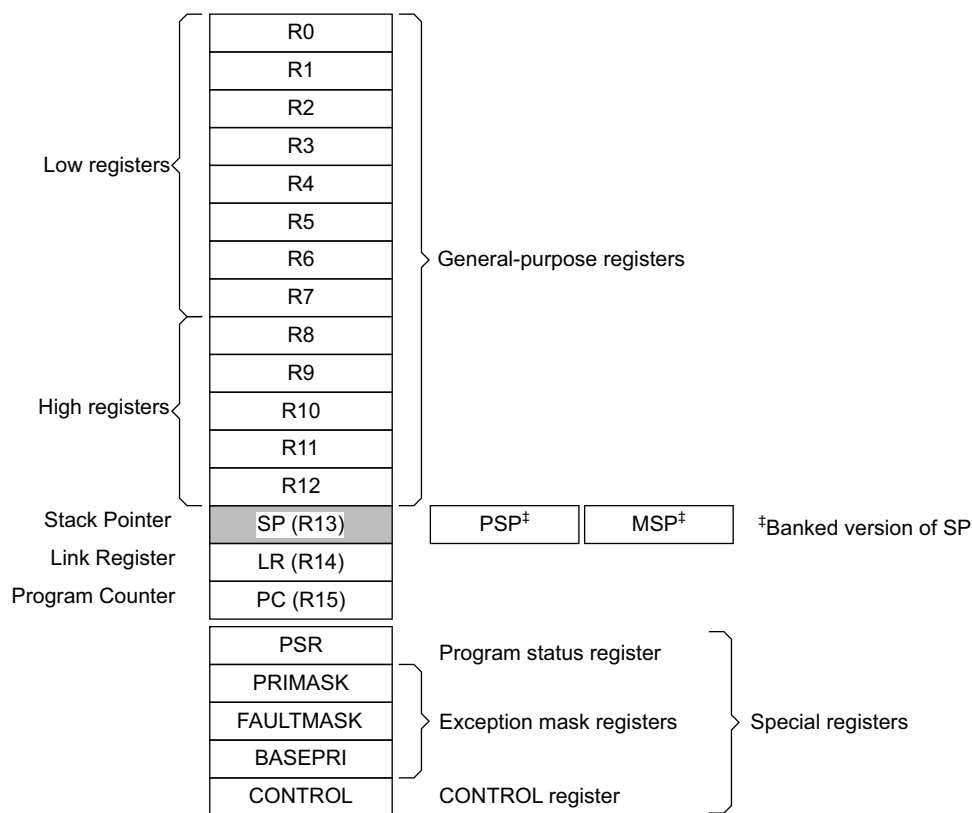 R0
R1
R2
R3
Low registers
R4
R5
R6
General-purpose registers
R7
R8
R9
High registers
R10
R11
R12
Stack Pointer SP (R13) PSP‡ MSP‡ ‡Banked version of SP
Link Register LR (R14)
Program Counter PC (R15)
PSR Program status register
PRIMASK
FAULTMASK Exception mask registers Special registers
BASEPRI
CONTROL CONTROL register